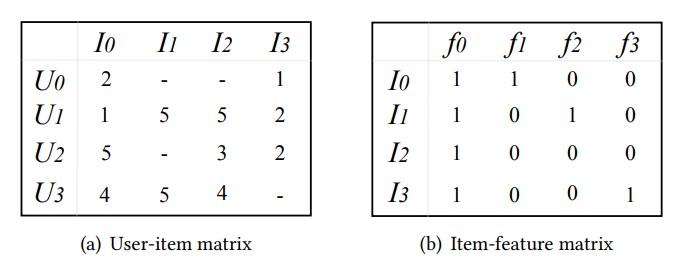 I0 I1 I2 I3
U0 2 - - 1
U1 1 5 5 2
U2 5 - 3 2
U3 4 5 4 -
(a) User-item matrix
f0 f1 f2 f3
I0 1 1 0 0
I1 1 0 1 0
I2 1 0 0 0
I3 1 0 0 1
(b) Item-feature matrix